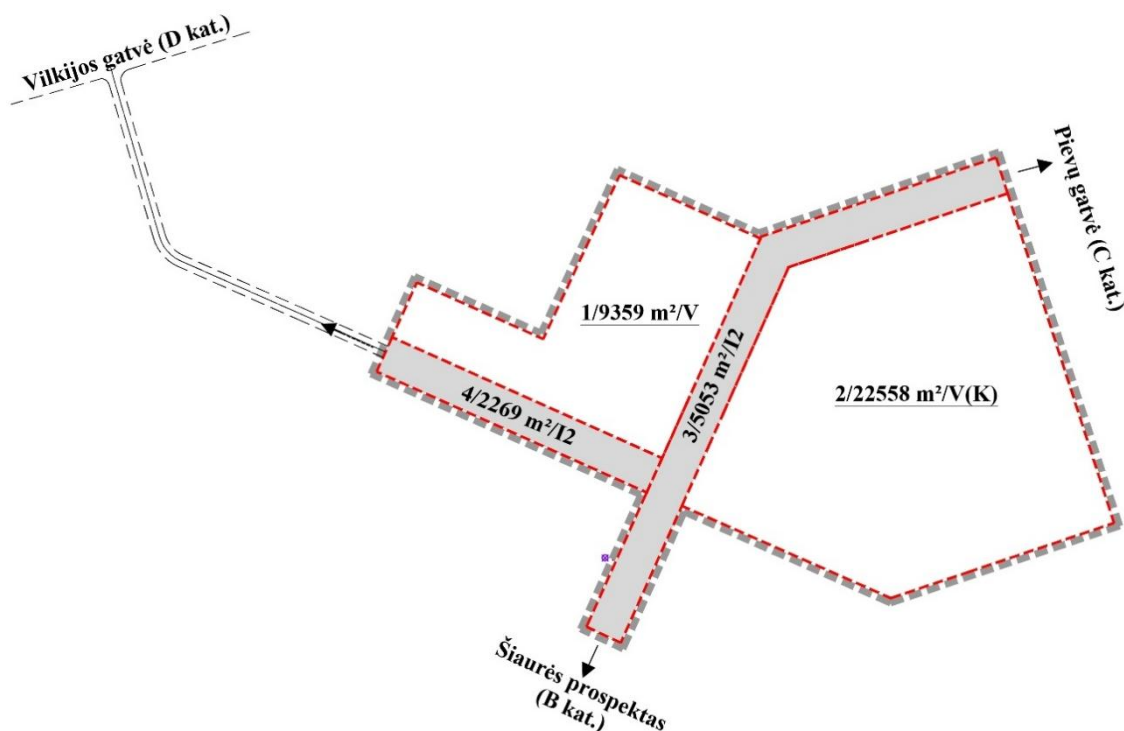 Vilkijos gatvė (D kat.)
Pievų gatvė (C kat.)
1/9359 m²/V
3/5053 m²/I2
2/22558 m²/V(K)
4/2269 m²/I2
Šiaurės prospektas
(B kat.)